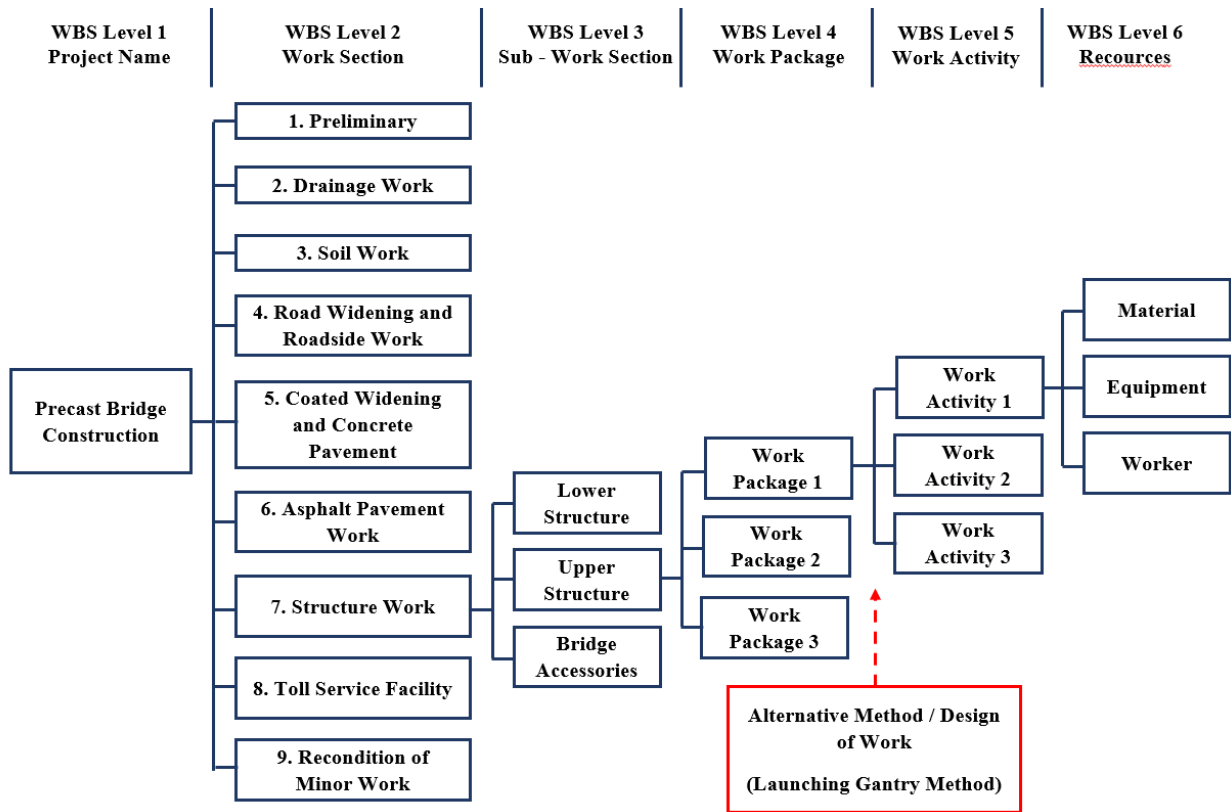 WBS Level 1
Project Name
WBS Level 2
Work Section
WBS Level 3
Sub - Work Section
WBS Level 4
Work Package
WBS Level 5
Work Activity
WBS Level 6
Recources
Precast Bridge
Construction
1. Preliminary
2. Drainage Work
3. Soil Work
4. Road Widening and
Roadside Work
5. Coated Widening
and Concrete
Pavement
6. Asphalt Pavement
Work
7. Structure Work
8. Toll Service Facility
9. Recondition of
Minor Work
Lower
Structure
Upper
Structure
Bridge
Accessories
Work
Package 1
Work
Package 2
Work
Package 3
Work
Activity 1
Work
Activity 2
Work
Activity 3
Material
Equipment
Worker
Alternative Method / Design
of Work
(Launching Gantry Method)